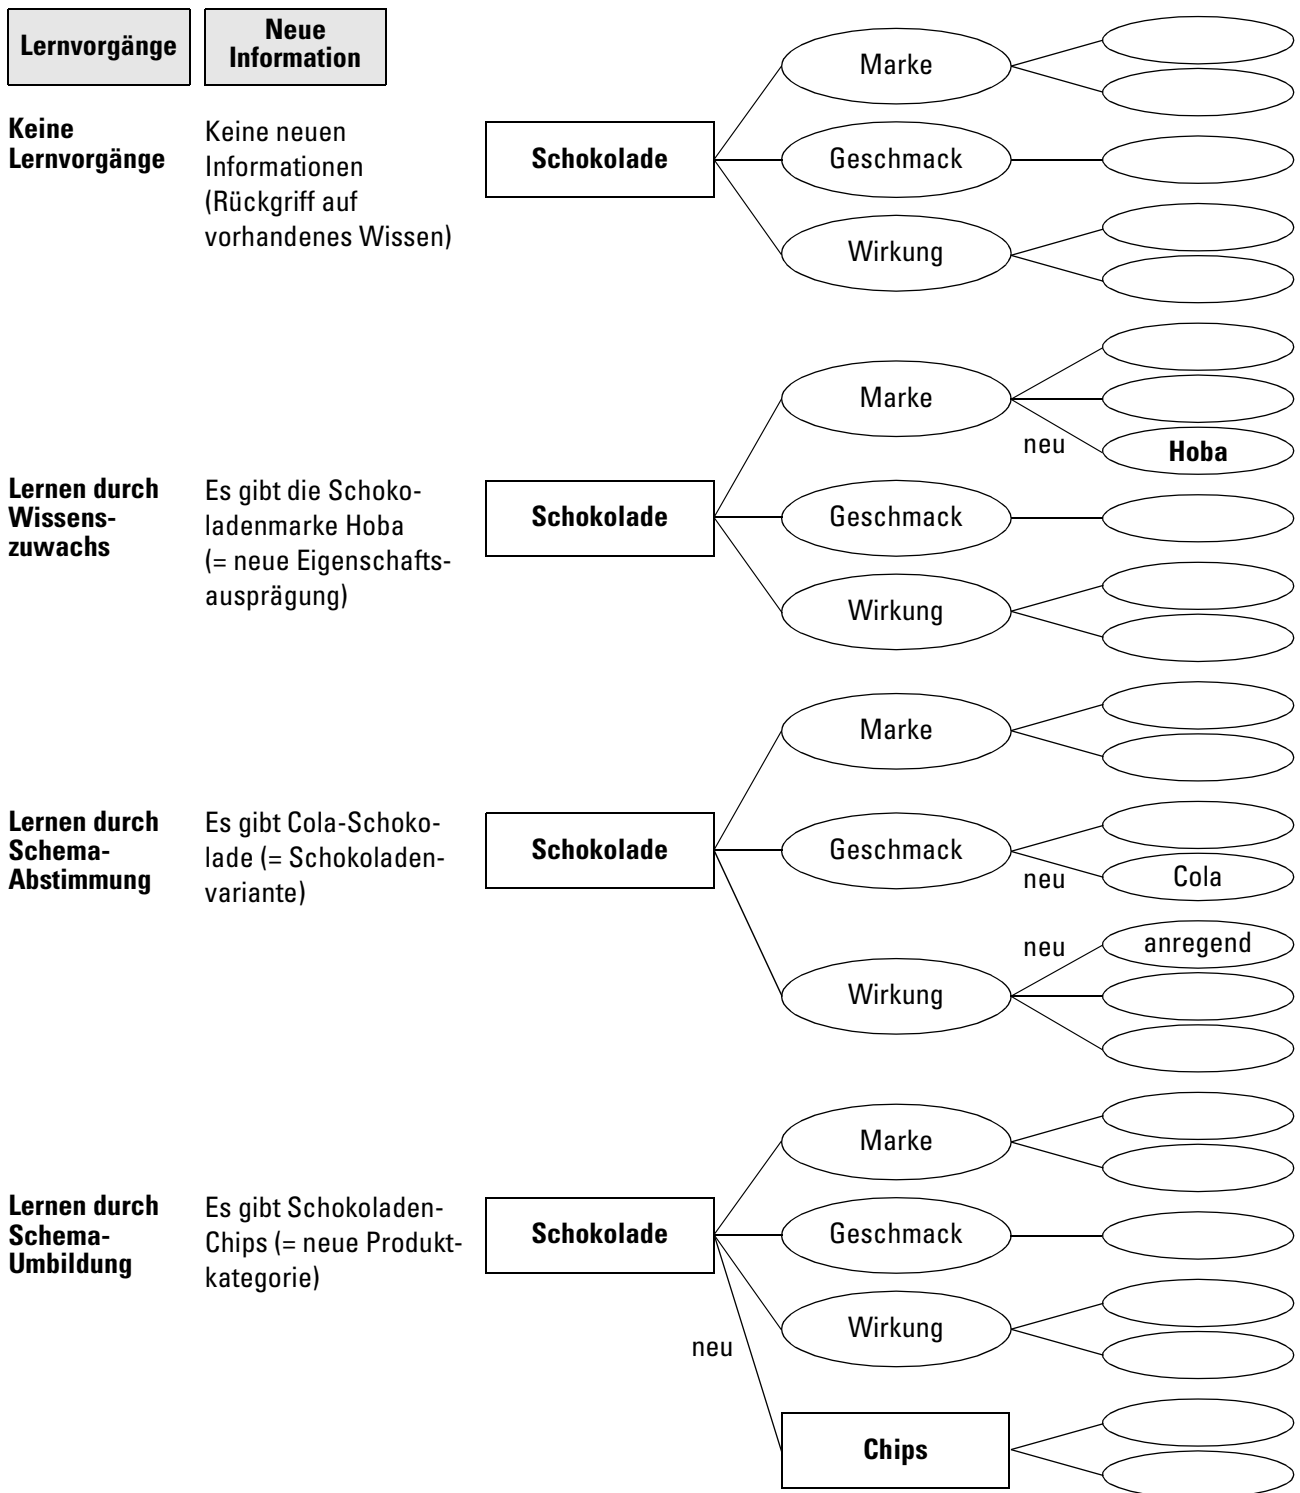 Lernvorgänge
Neue
Information
Keine
Lernvorgänge
Keine neuen
Informationen
(Rückgriff auf
vorhandenes Wissen)
Schokolade
Marke
Geschmack
Wirkung
Lernen durch
Wissens-
zuwachs
Es gibt die Schoko-
ladenmarke Hoba
(= neue Eigenschafts-
ausprägung)
Schokolade
Marke
neu
Hoba
Geschmack
Wirkung
Lernen durch
Schema-
Abstimmung
Es gibt Cola-Schoko-
lade (= Schokoladen-
variante)
Schokolade
Marke
Geschmack
neu
Cola
neu
anregend
Wirkung
Lernen durch
Schema-
Umbildung
Es gibt Schokoladen-
Chips (= neue Produkt-
kategorie)
Schokolade
Marke
Geschmack
Wirkung
neu
Chips